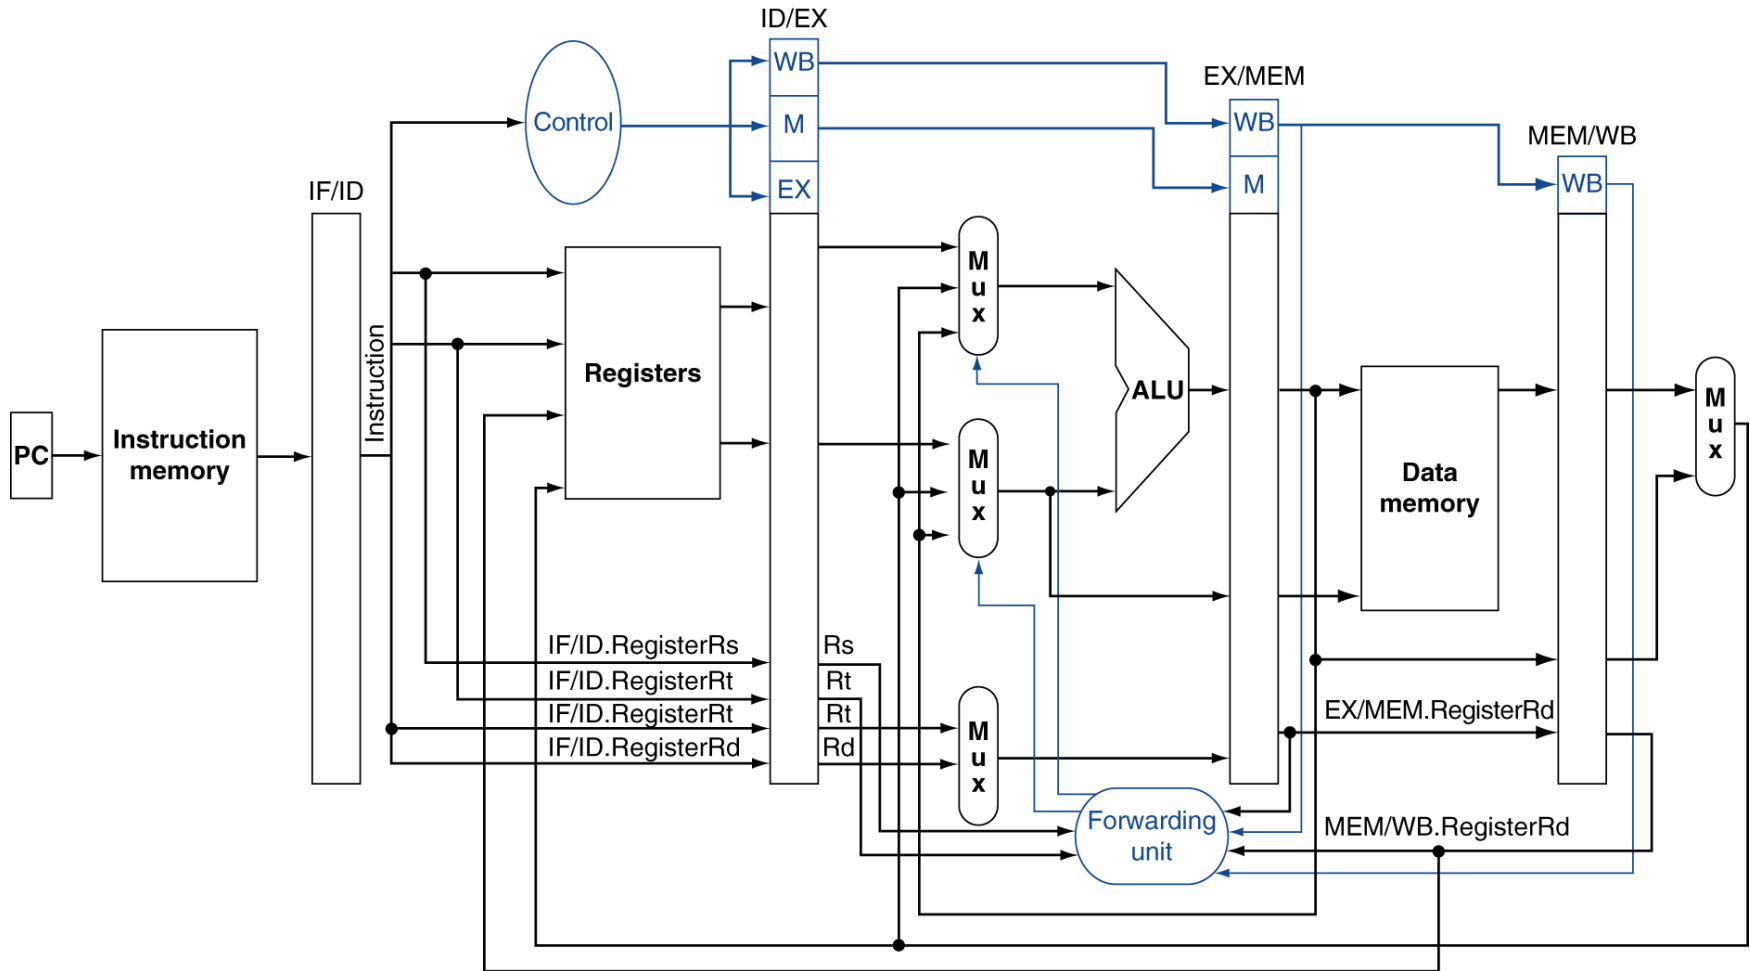 ID/EX
WB
Control
M
EX
EX/MEM
WB
M
MEM/WB
WB
IF/ID
PC
Instruction
memory
Instruction
Registers
M
u
x
M
u
x
ALU
Data
memory
M
u
x
IF/ID.RegisterRs
Rs
IF/ID.RegisterRt
Rt
IF/ID.RegisterRt
Rt
IF/ID.RegisterRd
Rd
M
u
x
EX/MEM.RegisterRd
Forwarding
unit
MEM/WB.RegisterRd